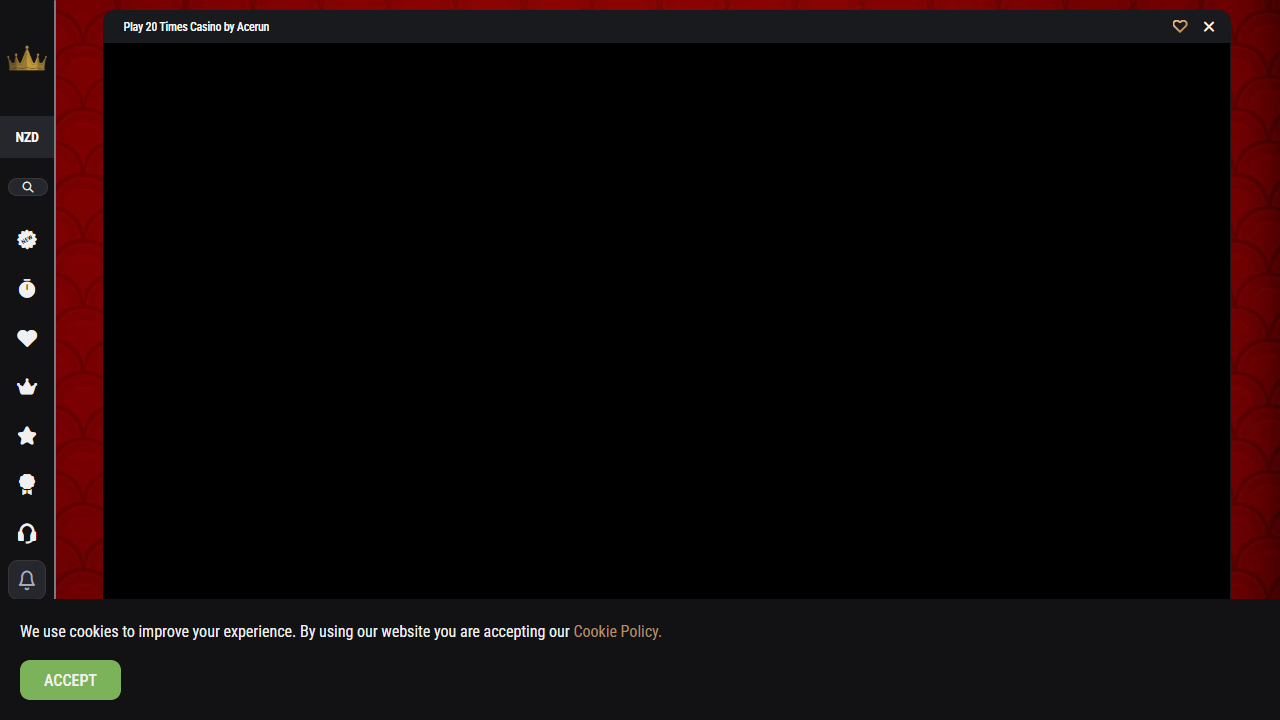 Play 20 Times Casino by Acerun
NZD
NEW
We use cookies to improve your experience. By using our website you are accepting our Cookie Policy.
ACCEPT